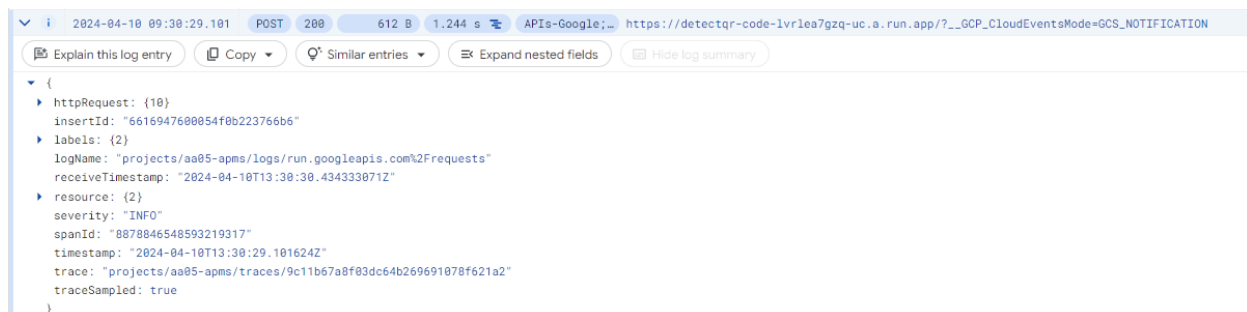 2024-04-10 09:30:29.101 POST 200 612 B 1.244 s APIs-Google;… https://detectqr-code-lvrlea7gzq-uc.a.run.app/?__GCP_CloudEventsMode=GCS_NOTIFICATION
Explain this log entry Copy Similar entries Expand nested fields Hide log summary
{
httpRequest: {10}
insertId: "6616947600054f0b223766b6"
labels: {2}
logName: "projects/aa05-apms/logs/run.googleapis.com%2Frequests"
receiveTimestamp: "2024-04-10T13:30:30.434333071Z"
resource: {2}
severity: "INFO"
spanId: "8878846548593219317"
timestamp: "2024-04-10T13:30:29.101624Z"
trace: "projects/aa05-apms/traces/9c11b67a8f03dc64b269691078f621a2"
traceSampled: true
}